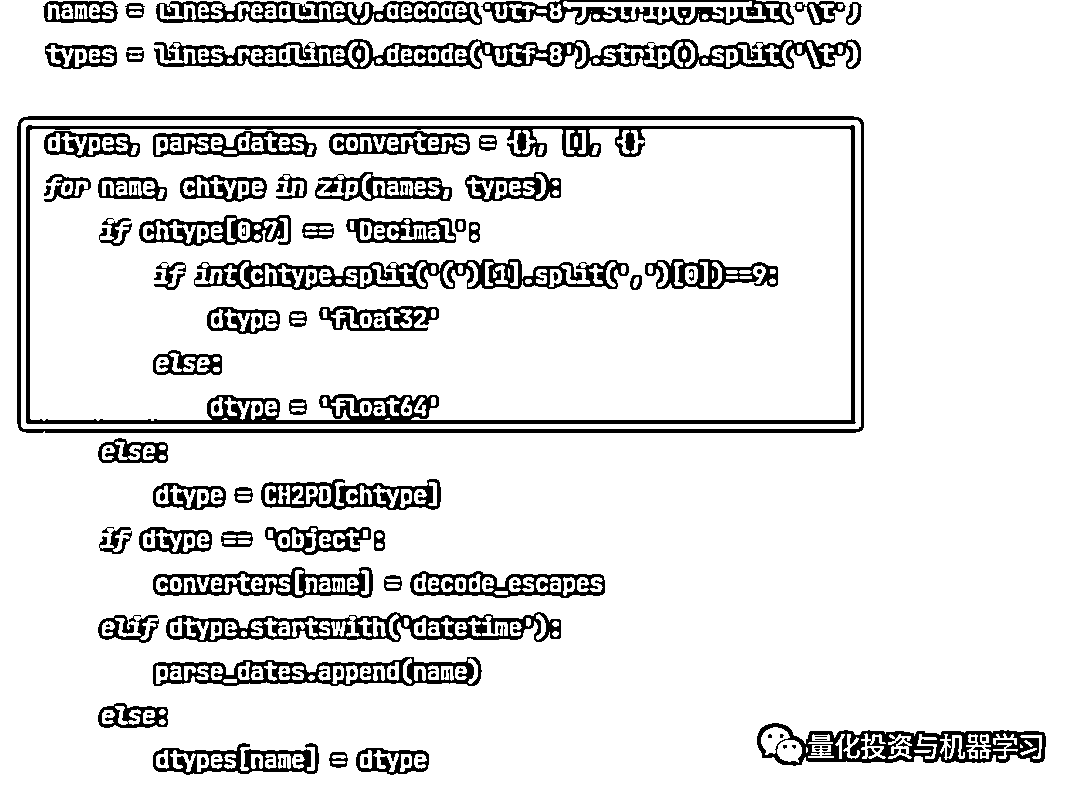 names = lines.readline().decode('utf-8').strip().split('\t')
types = lines.readline().decode('utf-8').strip().split('\t')
dtypes, parse_dates, converters = {}, [], {}
for name, chtype in zip(names, types):
    if chtype[0:7] == 'Decimal':
        if int(chtype.split('(')[1].split(',')[0])==9:
            dtype = 'float32'
        else:
            dtype = 'float64'
    else:
        dtype = CH2PD[chtype]
    if dtype == 'object':
        converters[name] = decode_escapes
    elif dtype.startswith('datetime'):
        parse_dates.append(name)
    else:
        dtypes[name] = dtype
量化投资与机器学习